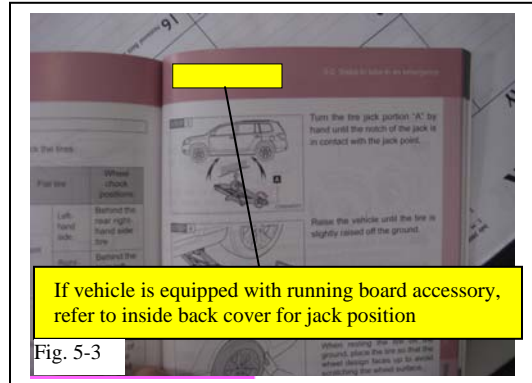 16
5-2. Steps to take in an emergency
Turn the tire jack portion "A" by
hand until the notch of the jack is
in contact with the jack point.
A
ck the tires.
Flat tire
Wheel
chock
positions
Left-
hand
side
Behind the
rear right-
hand side
tire
Behind the
Raise the vehicle until the tire is
slightly raised off the ground.
If vehicle is equipped with running board accessory,
refer to inside back cover for jack position
Fig. 5-3
When resting the tire on the
ground, place the tire so that the
wheel design faces up to avoid
scratching the wheel surface.